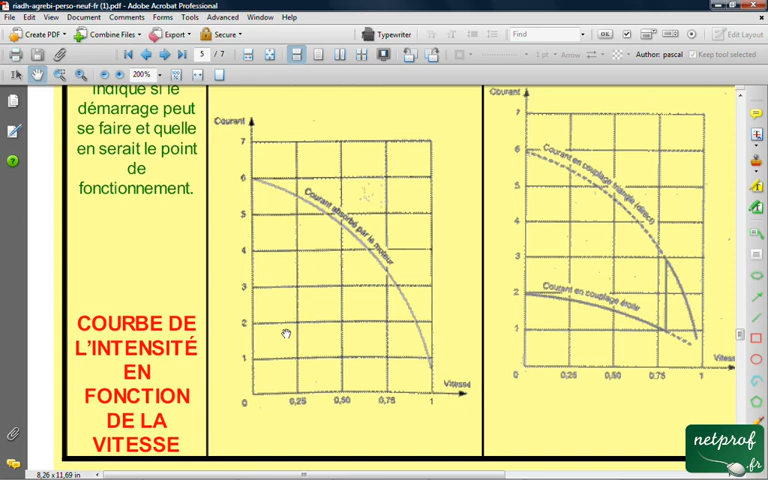 riadh-agrebi-perso-neuf-fr (1).pdf - Adobe Acrobat Professional
File Edit View Document Comments Forms Tools Advanced Window Help
Create PDF Combine Files Export Secure Typewriter Find OK Edit Layout
5 / 7 1 pt Arrow Author: pascal Keep tool selected
200%
indique si le
démarrage peut
se faire et quelle
en serait le point
de
fonctionnement.
COURBE DE
L'INTENSITÉ
EN
FONCTION
DE LA
VITESSE
Courant
7
6
5
4
3
2
1
0
0,25
0,50
0,75
1
Vitesse
Courant absorbé par le moteur
Courant
7
6
5
4
3
2
1
0
0,25
0,50
0,75
1
Vitess
Courant en couplage triangle (direct)
Courant en couplage étoile
8,26 x 11,69 in
netprof
.fr